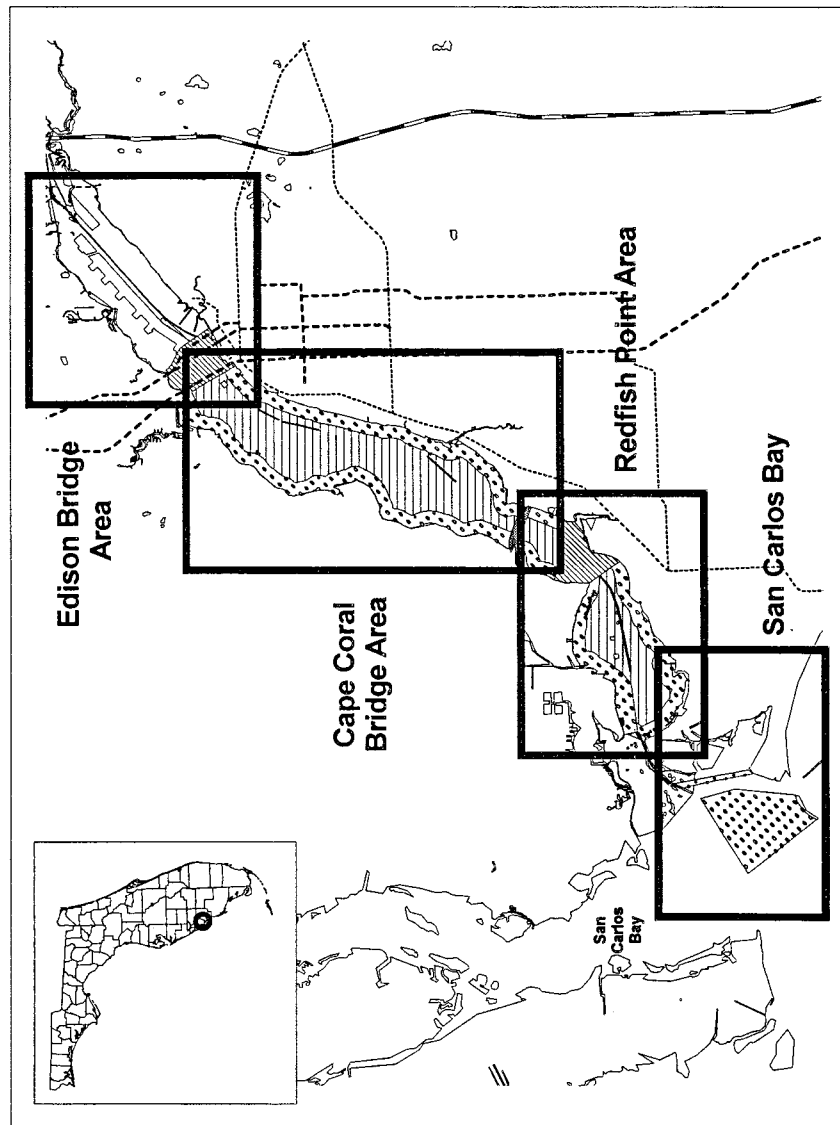 Edison Bridge
Area
Cape Coral
Bridge Area
Redfish Point Area
San Carlos Bay
San
Carlos
Bay